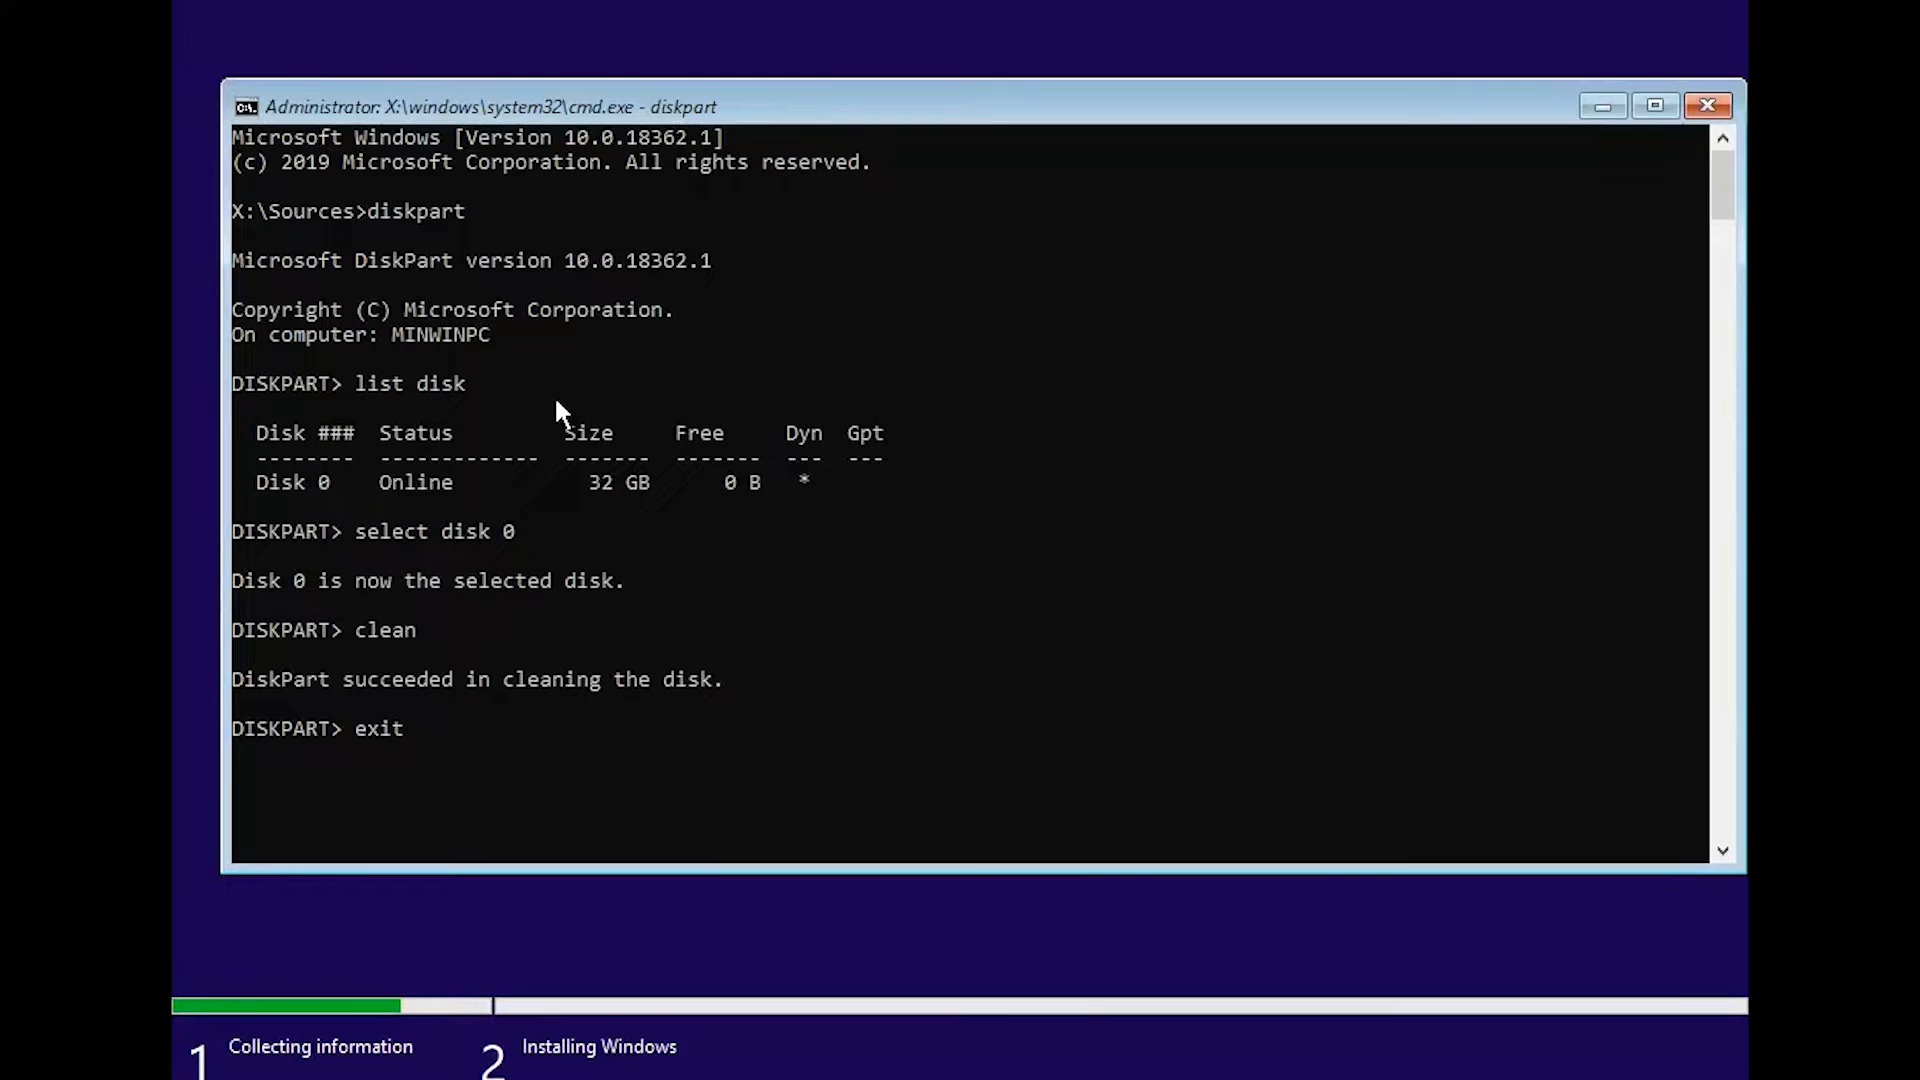 Administrator: X:\windows\system32\cmd.exe - diskpart
Microsoft Windows [Version 10.0.18362.1]
(c) 2019 Microsoft Corporation. All rights reserved.
X:\Sources>diskpart
Microsoft DiskPart version 10.0.18362.1
Copyright (C) Microsoft Corporation.
On computer: MINWINPC
DISKPART> list disk
Disk ### Status Size Free Dyn Gpt
-------- ------------- ------- ------- --- ---
Disk 0 Online 32 GB 0 B *
DISKPART> select disk 0
Disk 0 is now the selected disk.
DISKPART> clean
DiskPart succeeded in cleaning the disk.
DISKPART> exit
1 Collecting information 2 Installing Windows